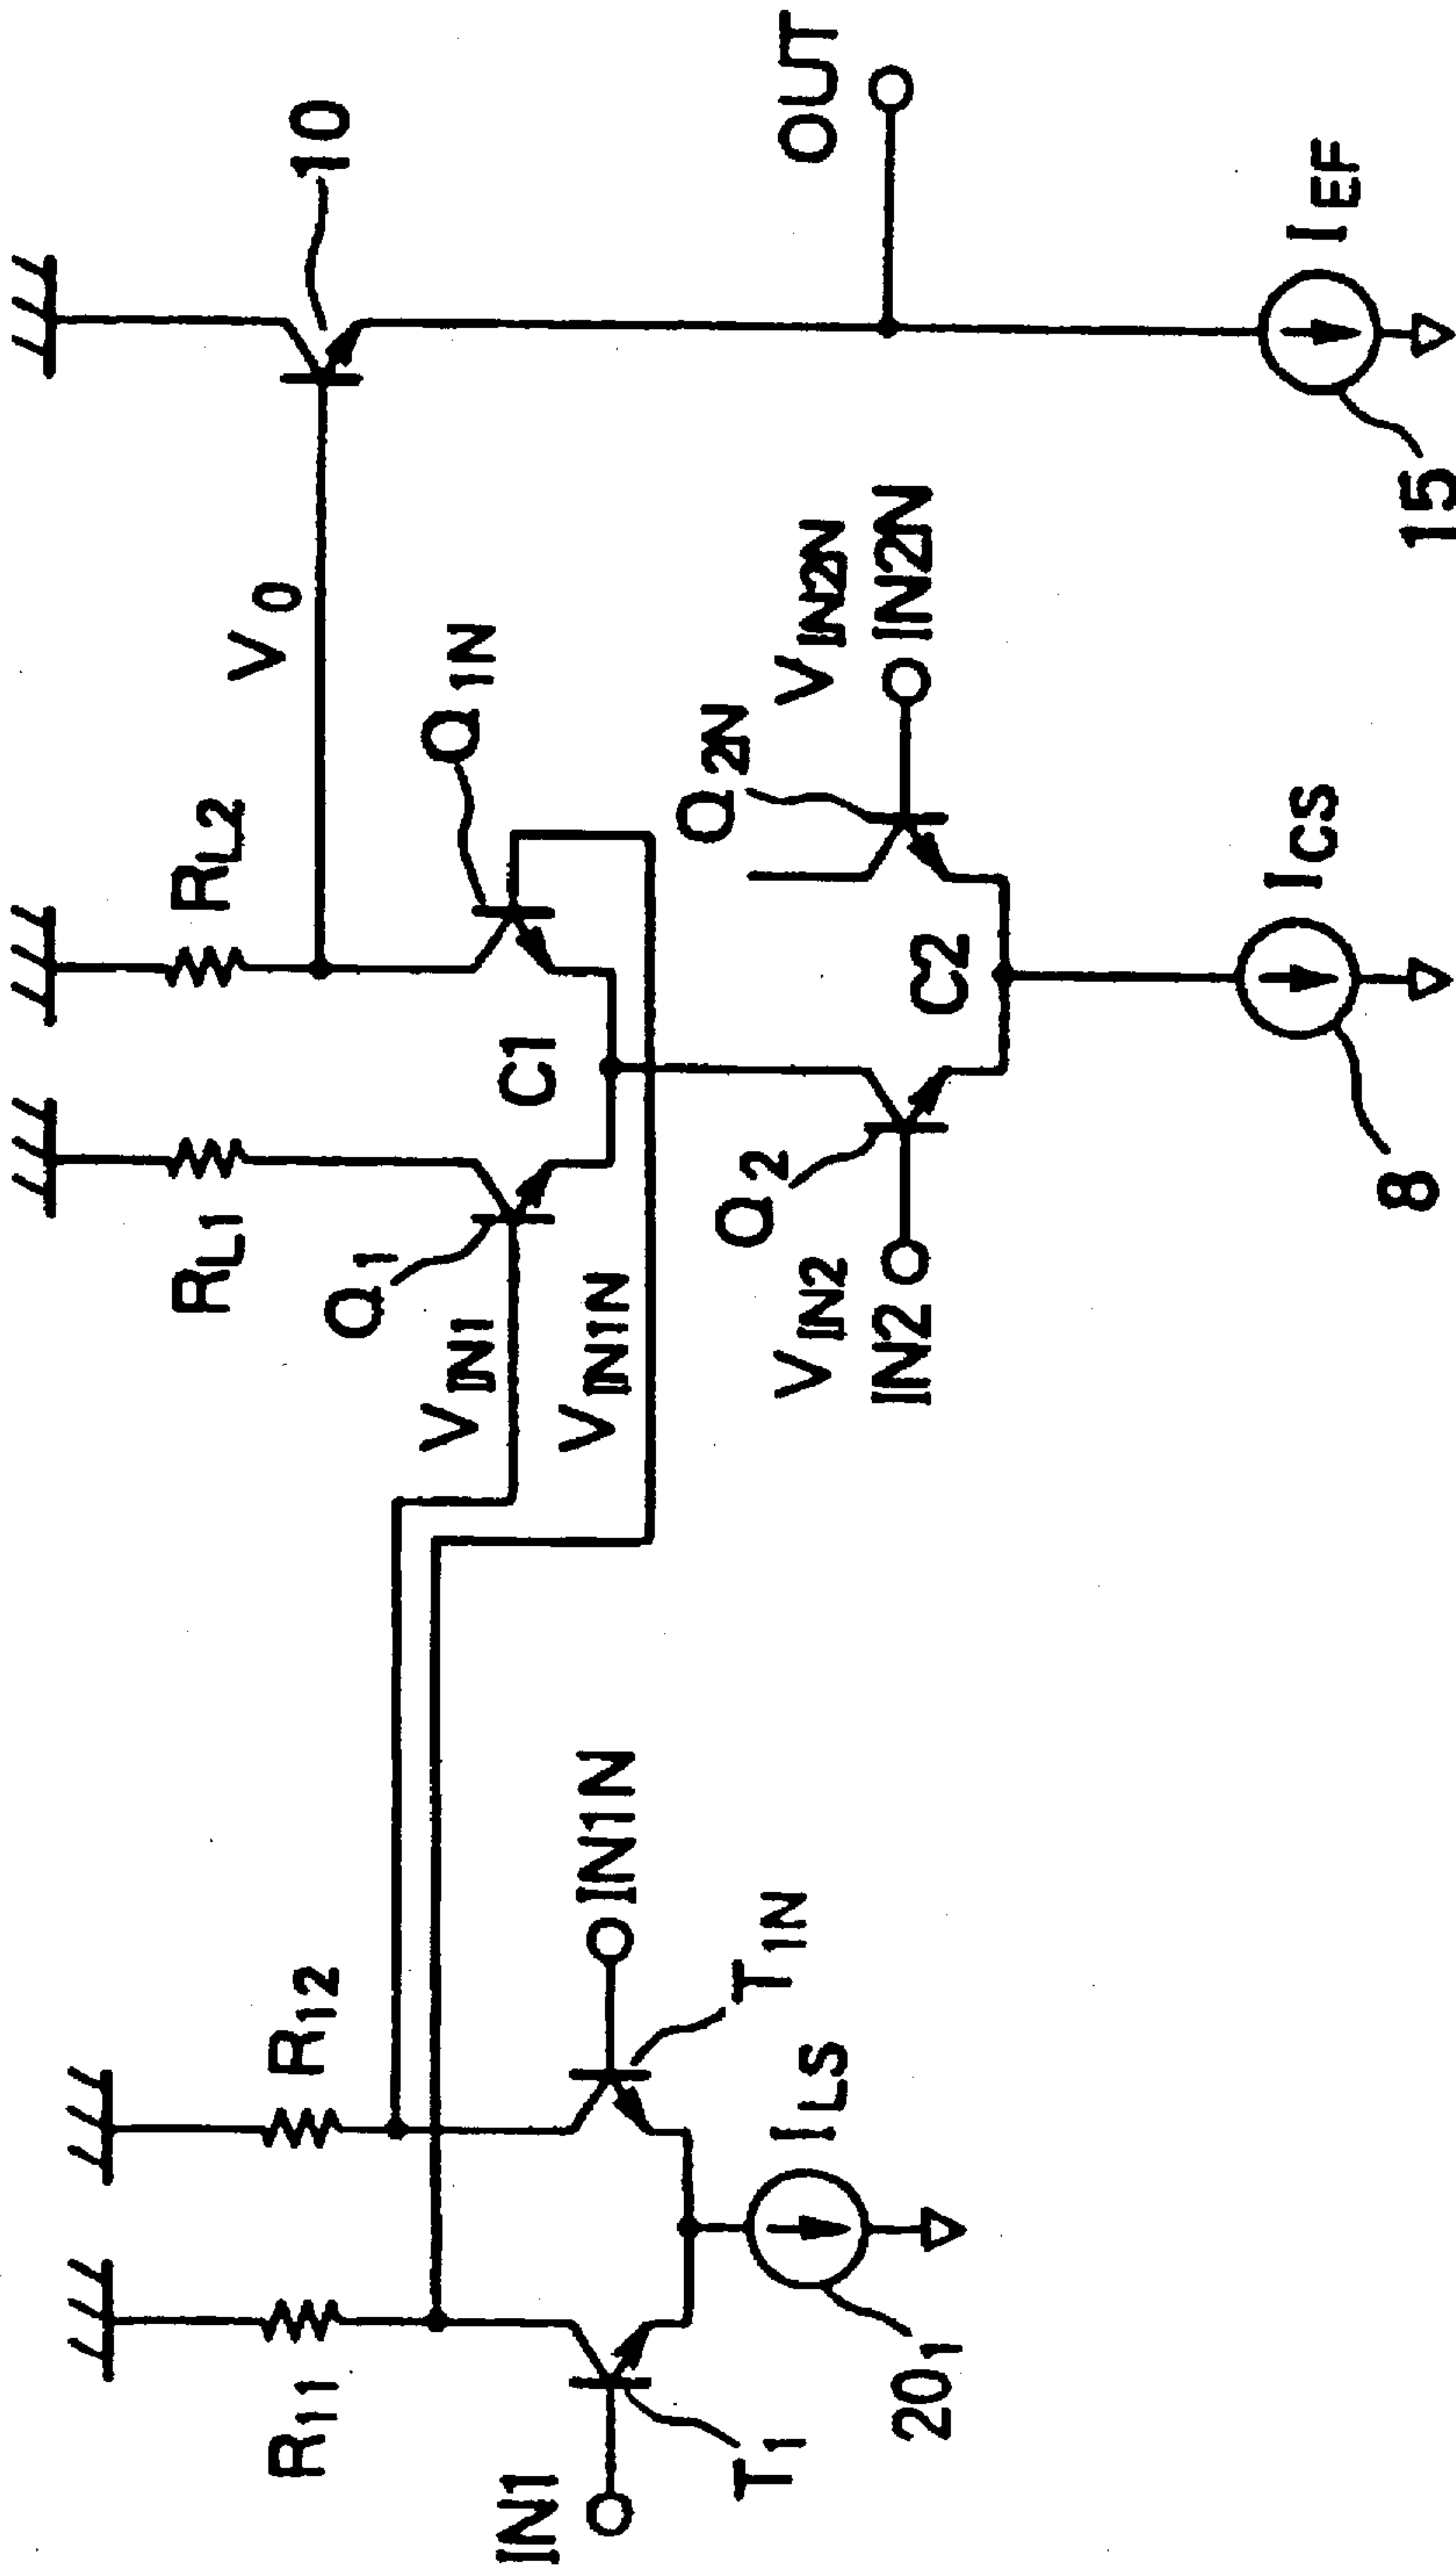 R11
R12
IN1
IN1N
T1
T1N
ILS
201
RL1
RL2
V0
10
Q1
Q1N
VIN1
VIN1N
C1
Q2
Q2N
VIN2
IN2
VIN2N
IN2N
C2
OUT
ICS
8
IEF
15